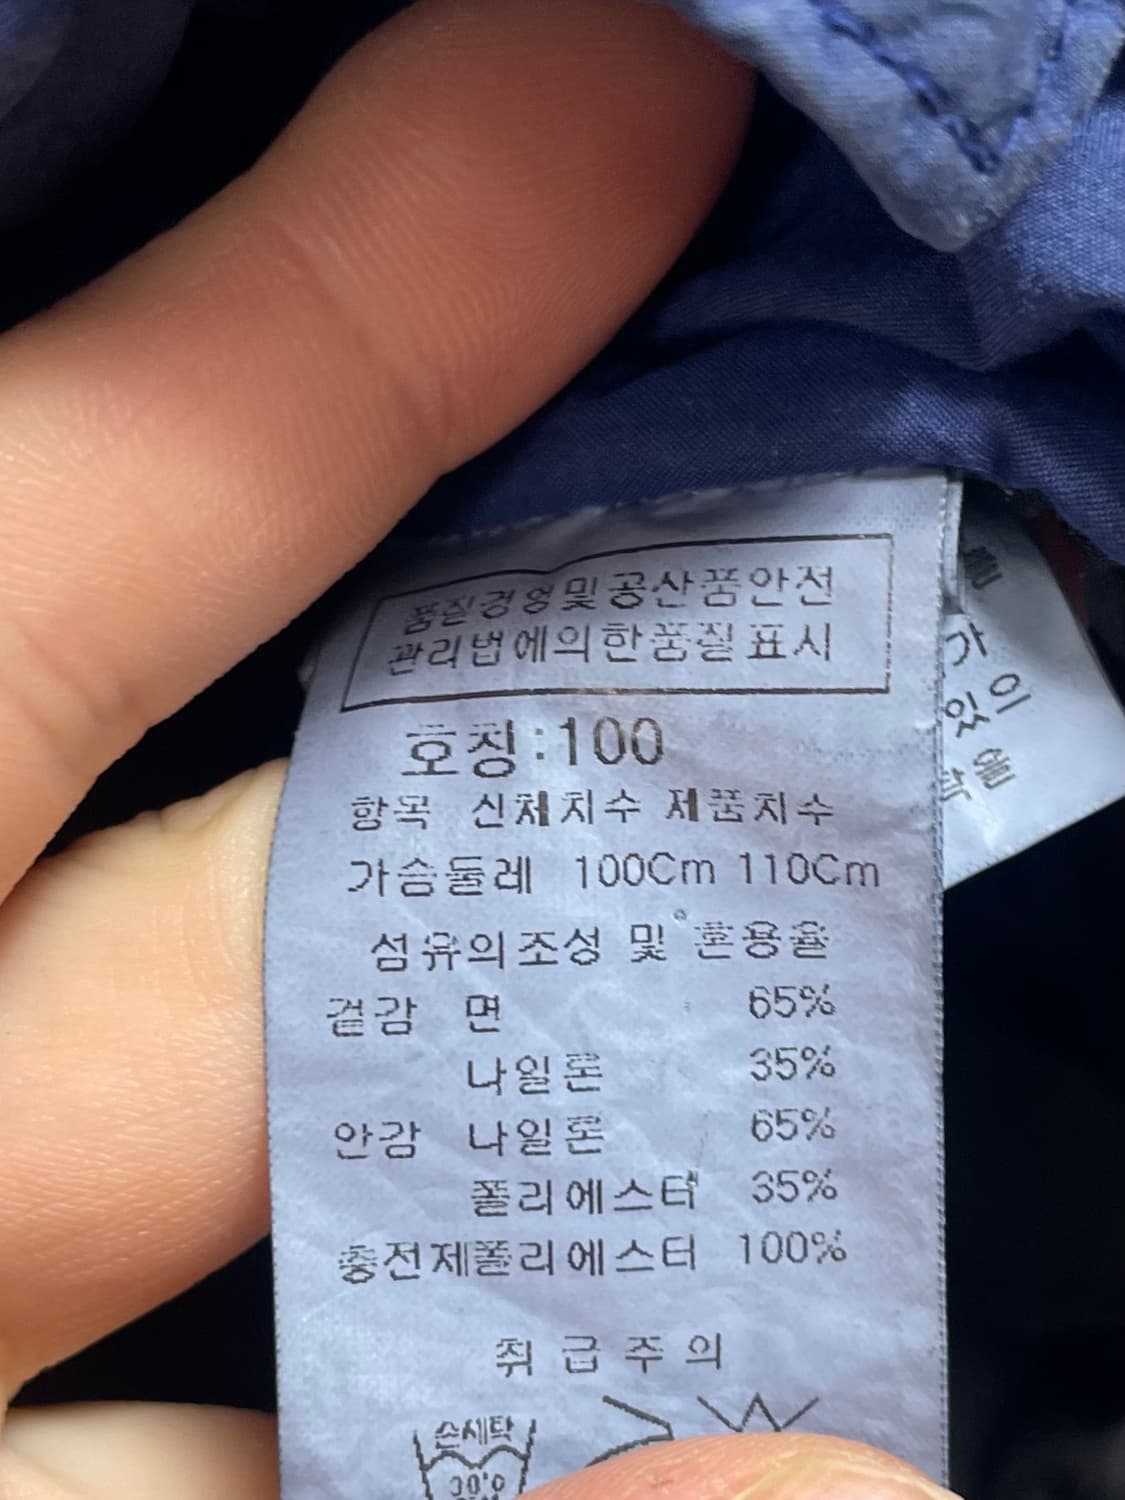 품질경영및공산품안전
관리법에의한품질표시
호칭:100
항목 신체치수 제품치수
가슴둘레 100Cm 110Cm
섬유의조성 및 혼용율
겉감 면 65%
나일론 35%
안감 나일론 65%
폴리에스터 35%
충전제폴리에스터 100%
취급주의
손세탁
30°C
가
의
있